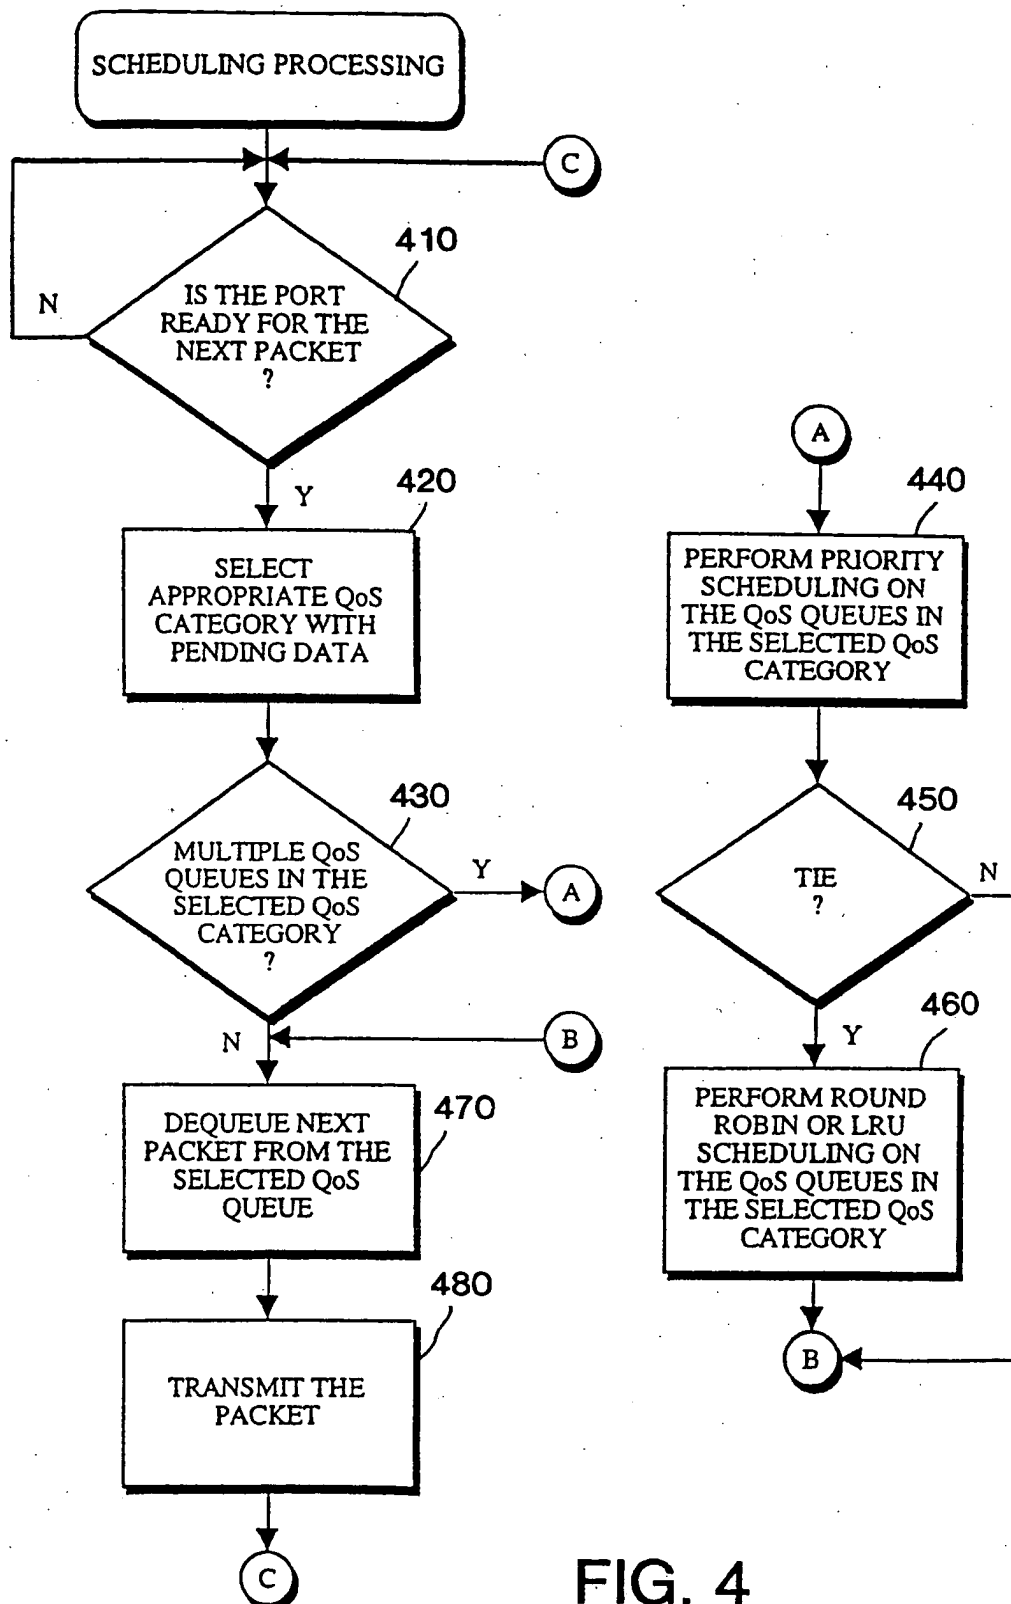 SCHEDULING PROCESSING
C
410
IS THE PORT
READY FOR THE
NEXT PACKET
?
N
Y
420
SELECT
APPROPRIATE QoS
CATEGORY WITH
PENDING DATA
430
MULTIPLE QoS
QUEUES IN THE
SELECTED QoS
CATEGORY
?
Y
A
N
B
470
DEQUEUE NEXT
PACKET FROM THE
SELECTED QoS
QUEUE
480
TRANSMIT THE
PACKET
C
A
440
PERFORM PRIORITY
SCHEDULING ON
THE QoS QUEUES IN
THE SELECTED QoS
CATEGORY
450
TIE
?
N
Y
460
PERFORM ROUND
ROBIN OR LRU
SCHEDULING ON
THE QoS QUEUES IN
THE SELECTED QoS
CATEGORY
B
FIG. 4